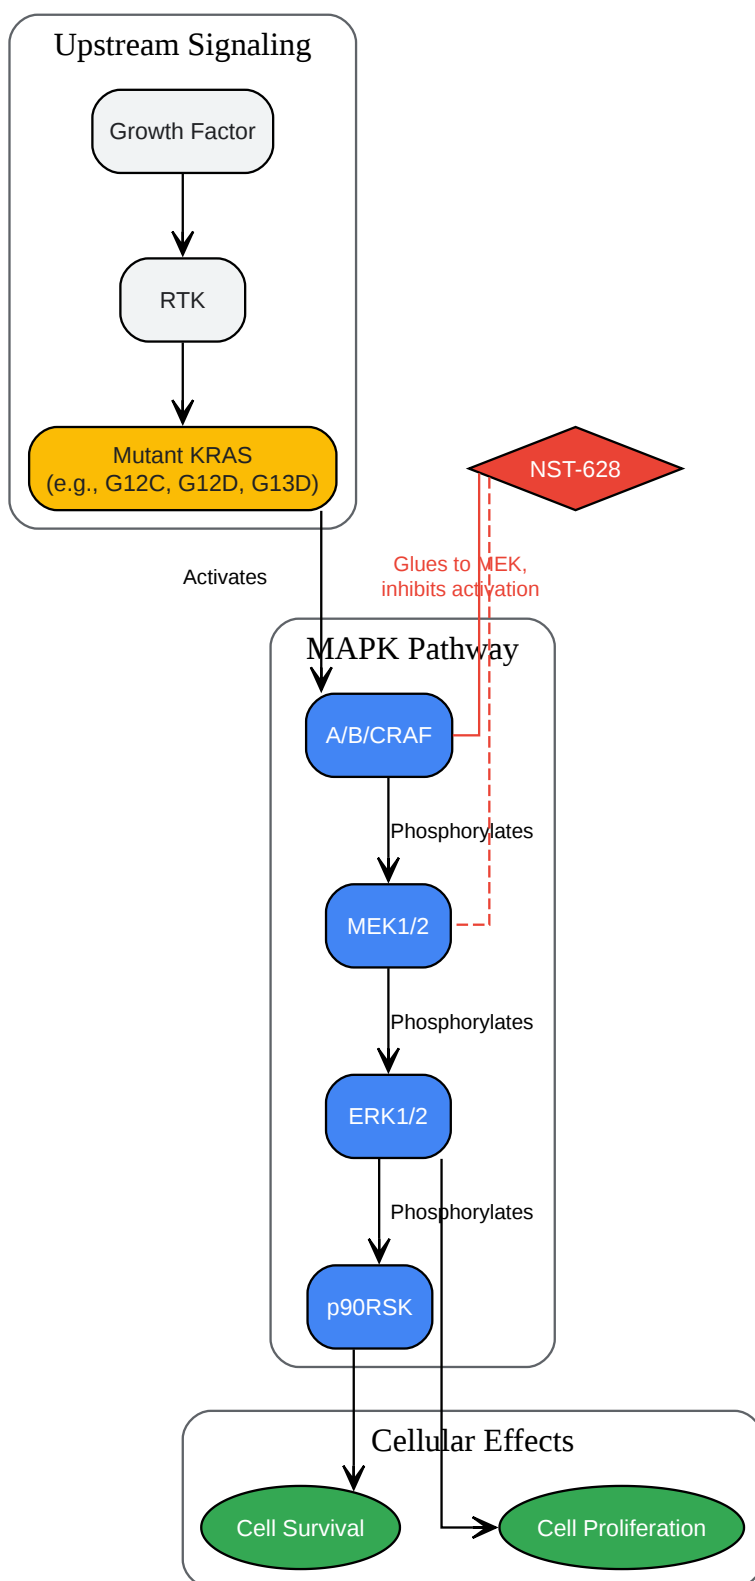 Upstream Signaling
Growth Factor
RTK
Mutant KRAS
(e.g., G12C, G12D, G13D)
NST-628
Activates
Glues to MEK,
inhibits activation
MAPK Pathway
A/B/CRAF
Phosphorylates
MEK1/2
Phosphorylates
ERK1/2
Phosphorylates
p90RSK
Cellular Effects
Cell Survival
Cell Proliferation